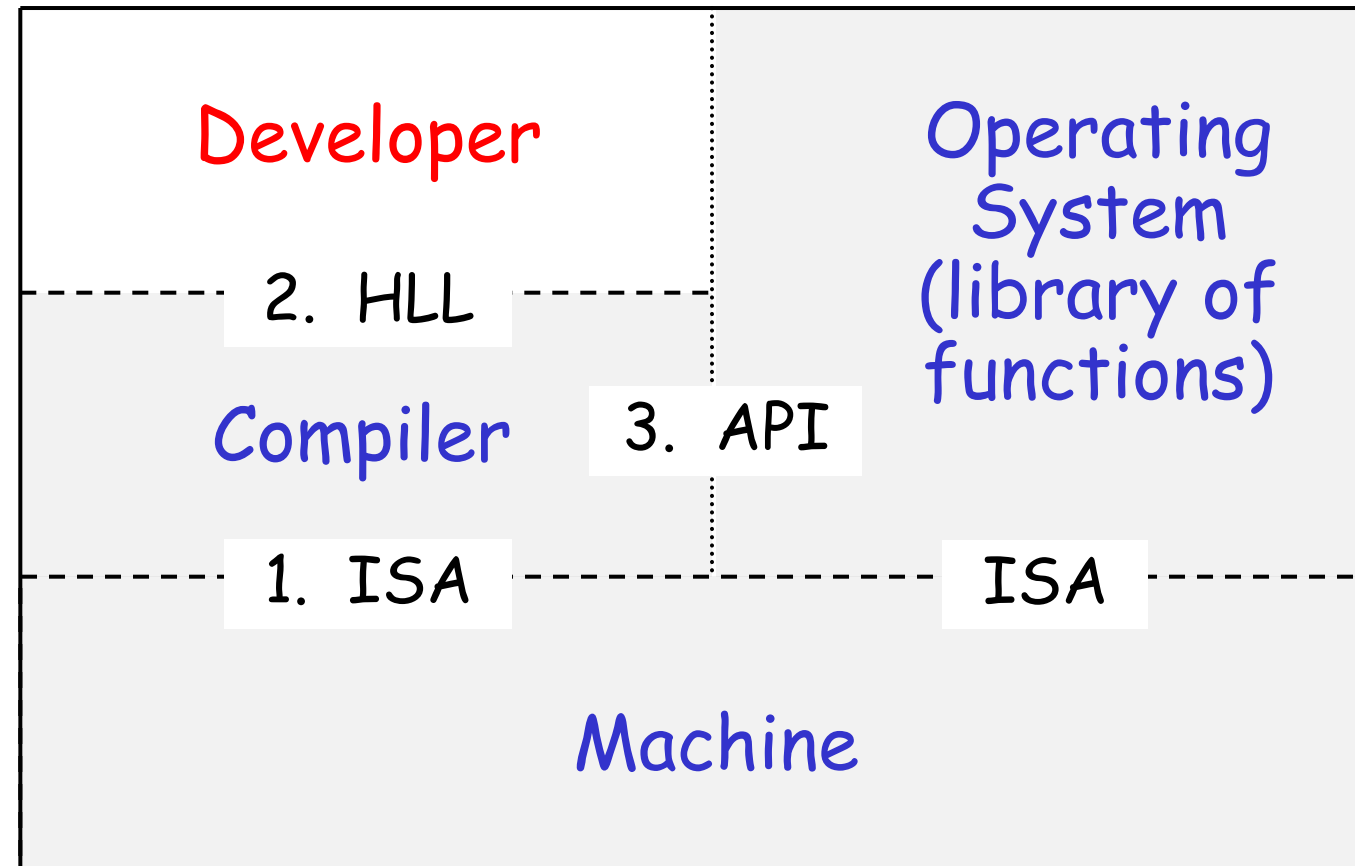 Developer
Operating
System
(library of
functions)
2. HLL
Compiler
3. API
1. ISA
ISA
Machine